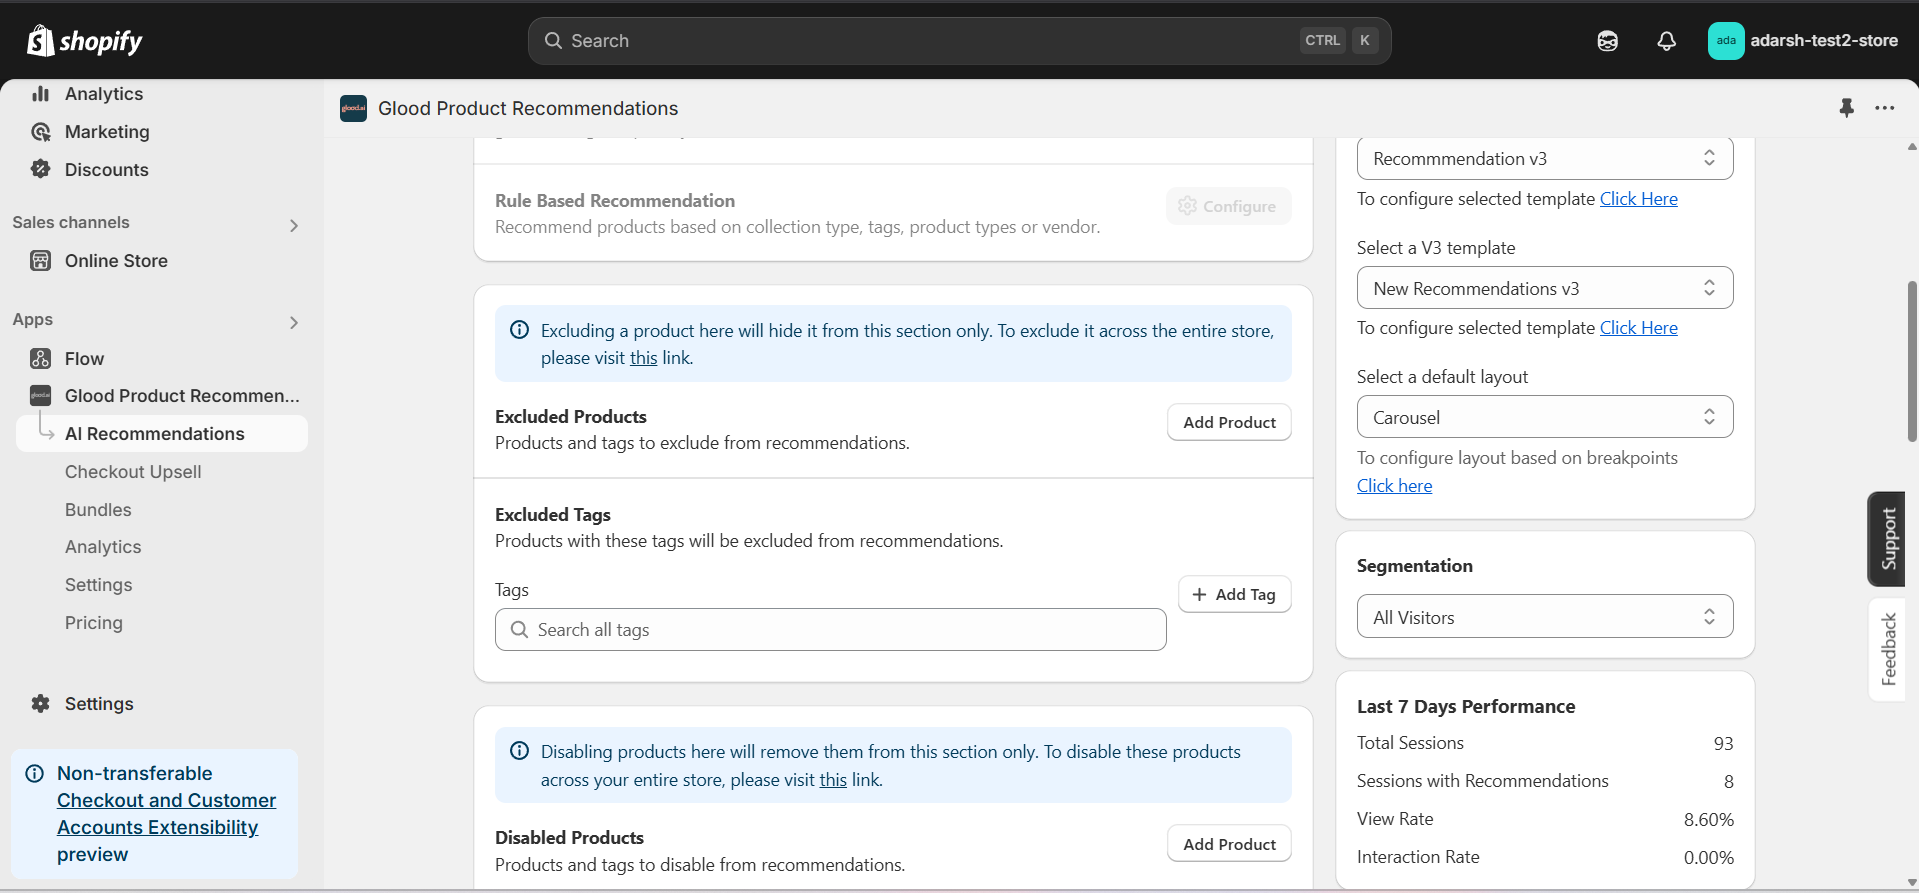 shopify
Search
CTRL K
ada
adarsh-test2-store
Analytics
Marketing
Discounts
Sales channels
Online Store
Apps
Flow
Glood Product Recommen...
AI Recommendations
Checkout Upsell
Bundles
Analytics
Settings
Pricing
Settings
Non-transferable
Checkout and Customer
Accounts Extensibility
preview
glood.ai
Glood Product Recommendations
Rule Based Recommendation
Recommend products based on collection type, tags, product types or vendor.
Configure
Excluding a product here will hide it from this section only. To exclude it across the entire store,
please visit this link.
Excluded Products
Products and tags to exclude from recommendations.
Add Product
Excluded Tags
Products with these tags will be excluded from recommendations.
Tags
Add Tag
Search all tags
Disabling products here will remove them from this section only. To disable these products
across your entire store, please visit this link.
Disabled Products
Products and tags to disable from recommendations.
Add Product
Recommmendation v3
To configure selected template Click Here
Select a V3 template
New Recommendations v3
To configure selected template Click Here
Select a default layout
Carousel
To configure layout based on breakpoints
Click here
Segmentation
All Visitors
Last 7 Days Performance
Total Sessions 93
Sessions with Recommendations 8
View Rate 8.60%
Interaction Rate 0.00%
Support
Feedback